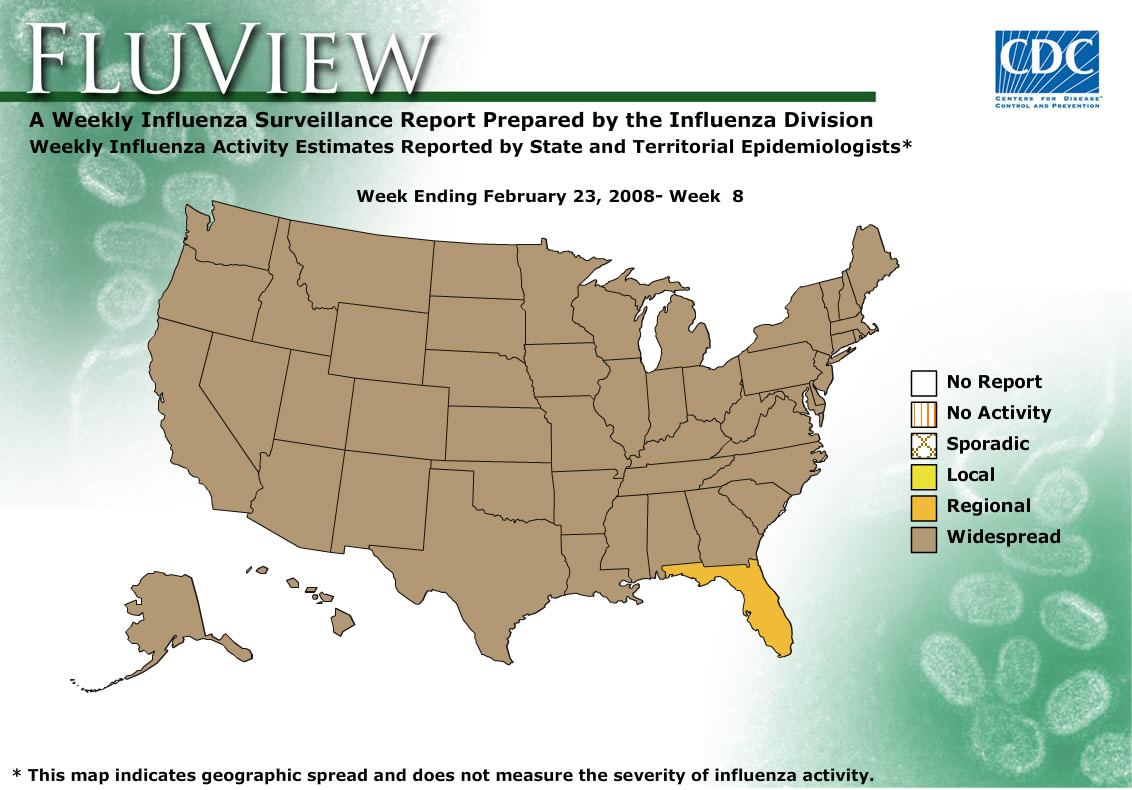 FLUVIEW
CDC
CENTERS FOR DISEASE™
CONTROL AND PREVENTION
A Weekly Influenza Surveillance Report Prepared by the Influenza Division
Weekly Influenza Activity Estimates Reported by State and Territorial Epidemiologists*
Week Ending February 23, 2008- Week 8
No Report
No Activity
Sporadic
Local
Regional
Widespread
* This map indicates geographic spread and does not measure the severity of influenza activity.